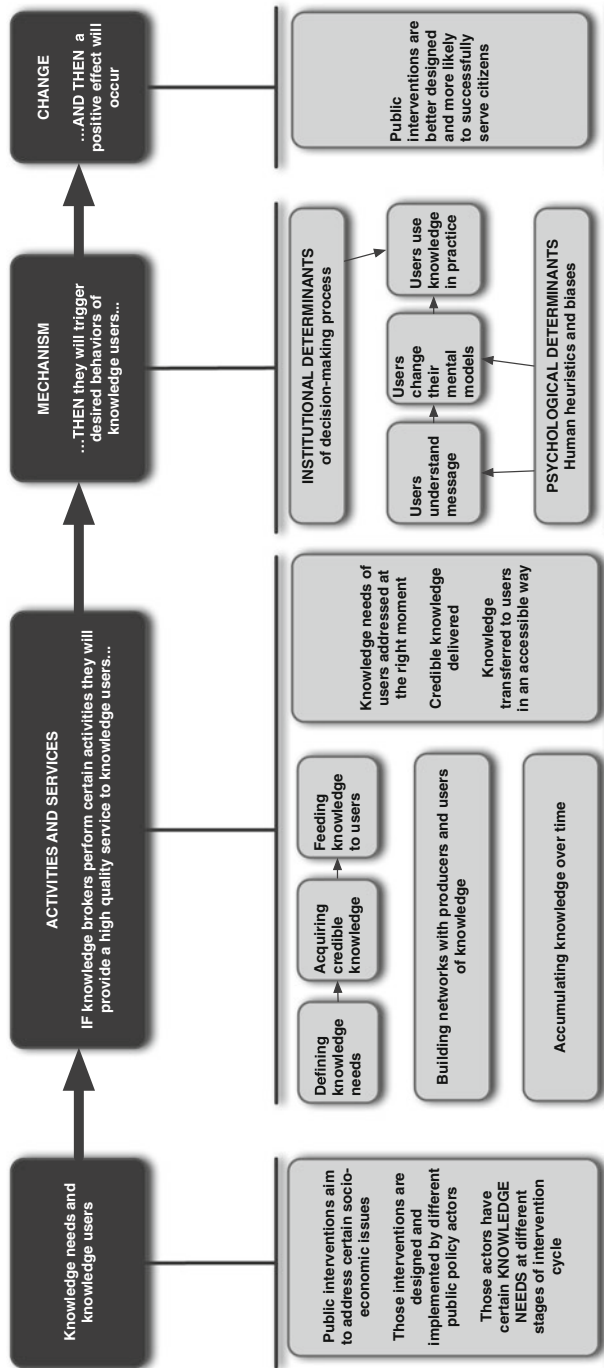 Knowledge needs and
knowledge users
ACTIVITIES AND SERVICES
IF knowledge brokers perform certain activities they will
provide a high quality service to knowledge users...
MECHANISM
...THEN they will trigger
desired behaviors of
knowledge users...
CHANGE
...AND THEN a
positive effect will
occur
Public interventions aim
to address certain socio-
economic issues
Those interventions are
designed and
implemented by different
public policy actors
Those actors have
certain KNOWLEDGE
NEEDS at different
stages of intervention
cycle
Defining
knowledge
needs
Acquiring
credible
knowledge
Feeding
knowledge
to users
Building networks with producers and users
of knowledge
Accumulating knowledge over time
Knowledge needs of
users addressed at
the right moment
Credible knowledge
delivered
Knowledge
transferred to users
in an accessible way
INSTITUTIONAL DETERMINANTS
of decision-making process
Users
understand
message
Users
change
their
mental
models
Users use
knowledge
in practice
PSYCHOLOGICAL DETERMINANTS
Human heuristics and biases
Public
interventions are
better designed
and more likely
to successfully
serve citizens